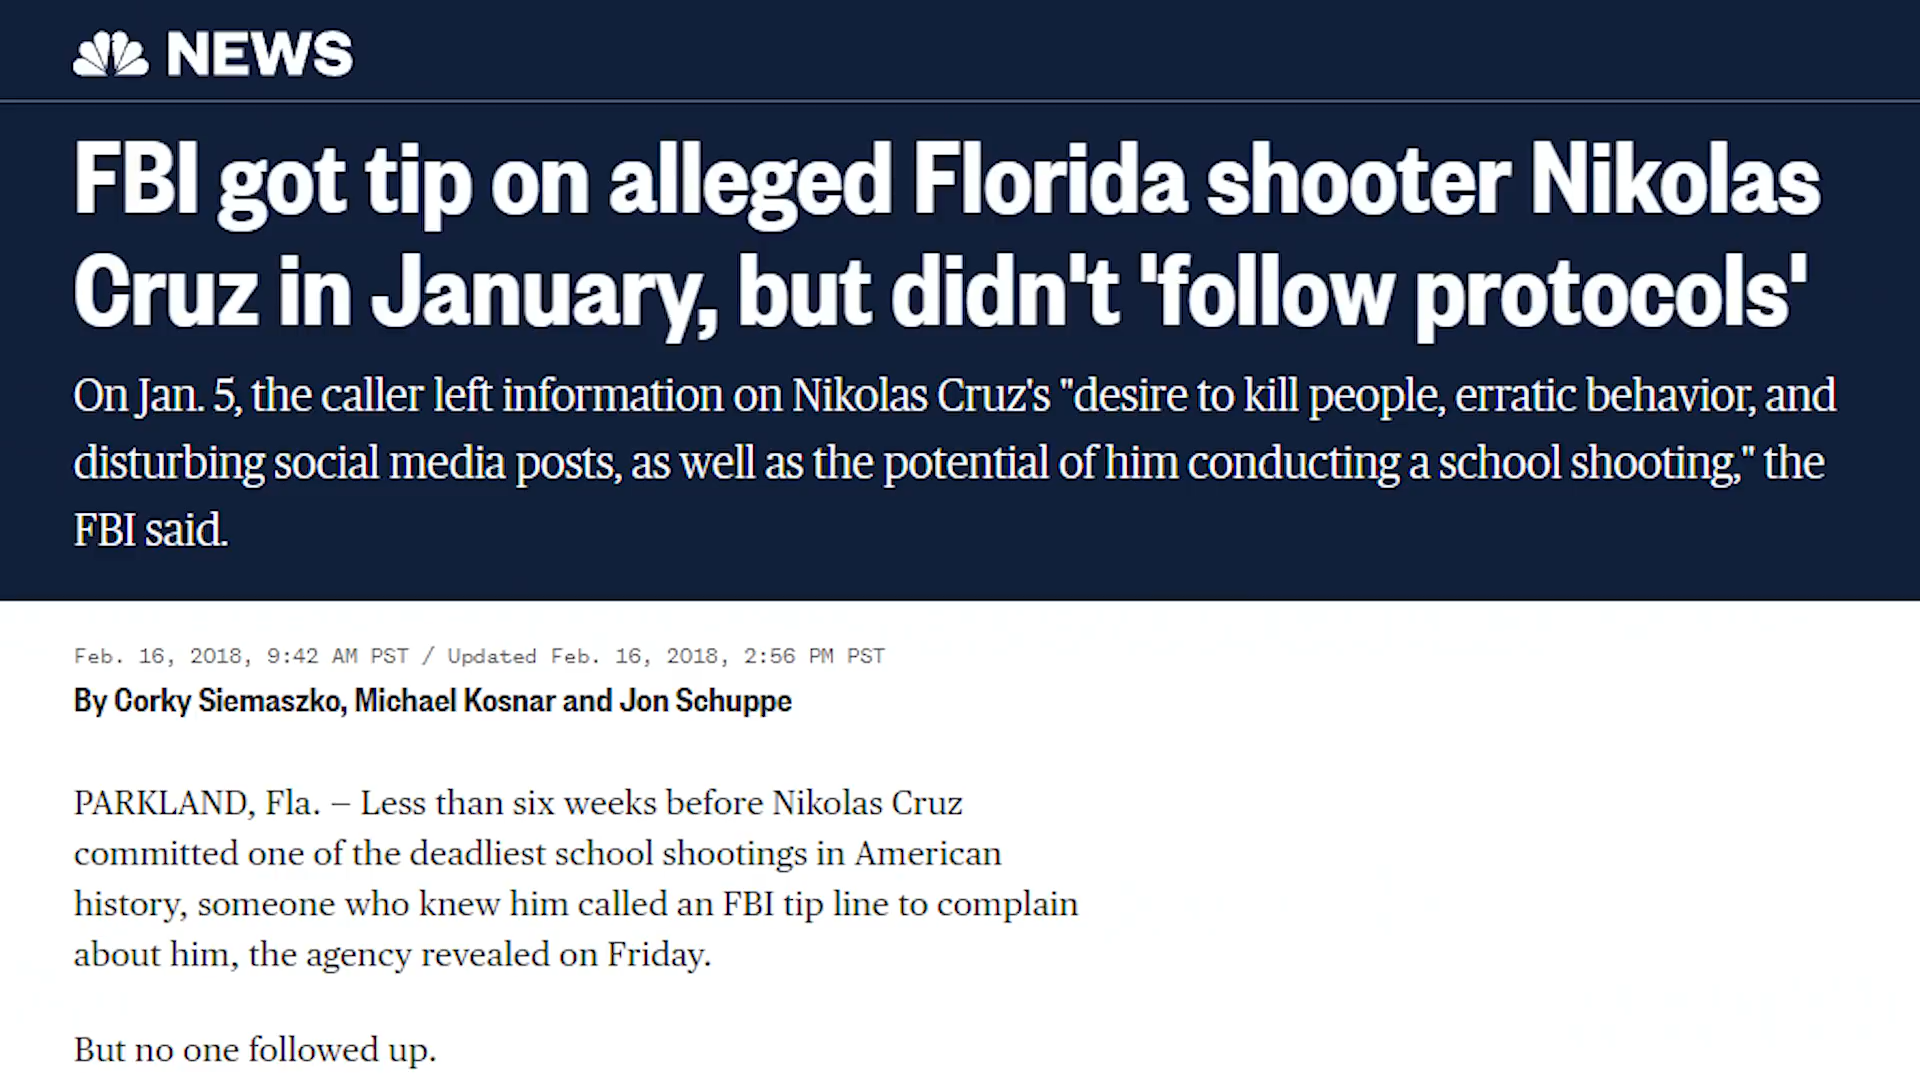 NEWS
FBI got tip on alleged Florida shooter Nikolas
Cruz in January, but didn't 'follow protocols'
On Jan. 5, the caller left information on Nikolas Cruz's "desire to kill people, erratic behavior, and
disturbing social media posts, as well as the potential of him conducting a school shooting," the
FBI said.
Feb. 16, 2018, 9:42 AM PST / Updated Feb. 16, 2018, 2:56 PM PST
By Corky Siemaszko, Michael Kosnar and Jon Schuppe
PARKLAND, Fla. — Less than six weeks before Nikolas Cruz
committed one of the deadliest school shootings in American
history, someone who knew him called an FBI tip line to complain
about him, the agency revealed on Friday.
But no one followed up.